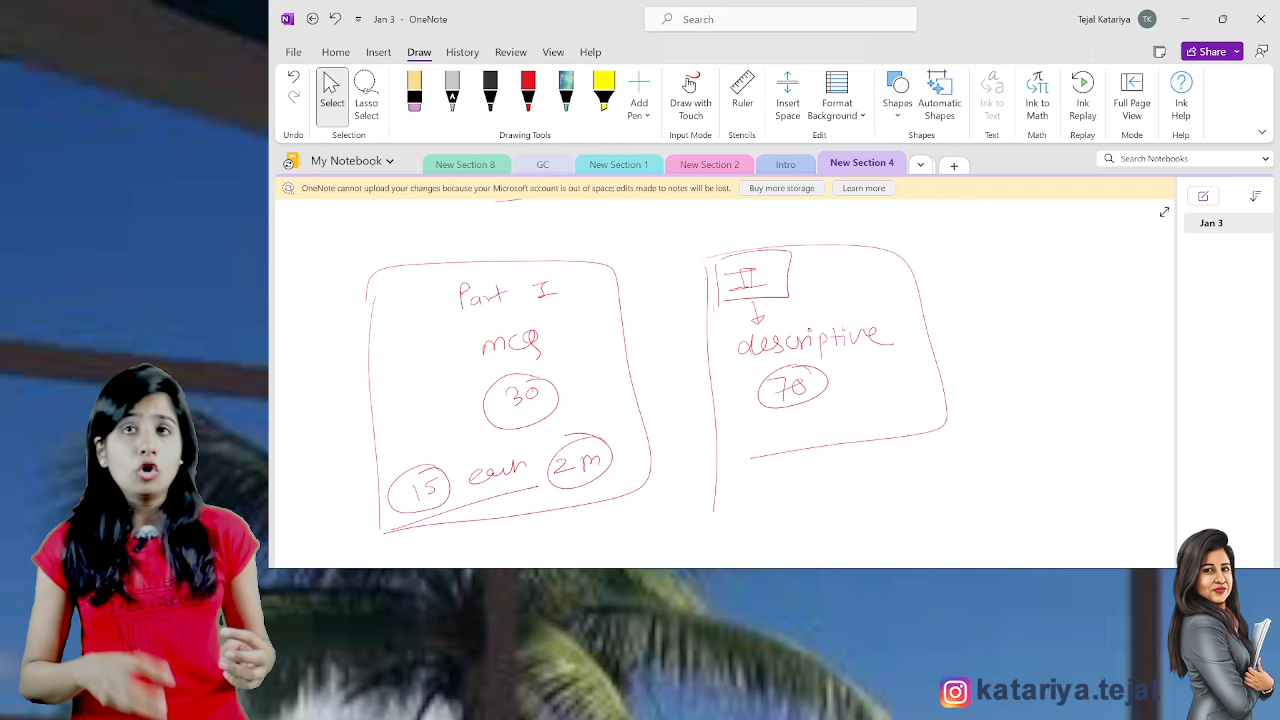 Jan 3 - OneNote
Search
Tejal Katariya
TK
File Home Insert Draw History Review View Help
Share
Select
Lasso Select
Add Pen
Draw with Touch
Ruler
Insert Space
Format Background
Shapes
Automatic Shapes
Ink to Text
Ink to Math
Ink Replay
Full Page View
Ink Help
Undo Selection Drawing Tools Input Mode Stencils Edit Shapes Text Math Replay Mode Help
My Notebook
New Section 8 GC New Section 1 New Section 2 Intro New Section 4
Search Notebooks
OneNote cannot upload your changes because your Microsoft account is out of space; edits made to notes will be lost. Buy more storage Learn more
Jan 3
Part I
mcq
30
15 each 2 m
II
descriptive
70
katariya.tejal